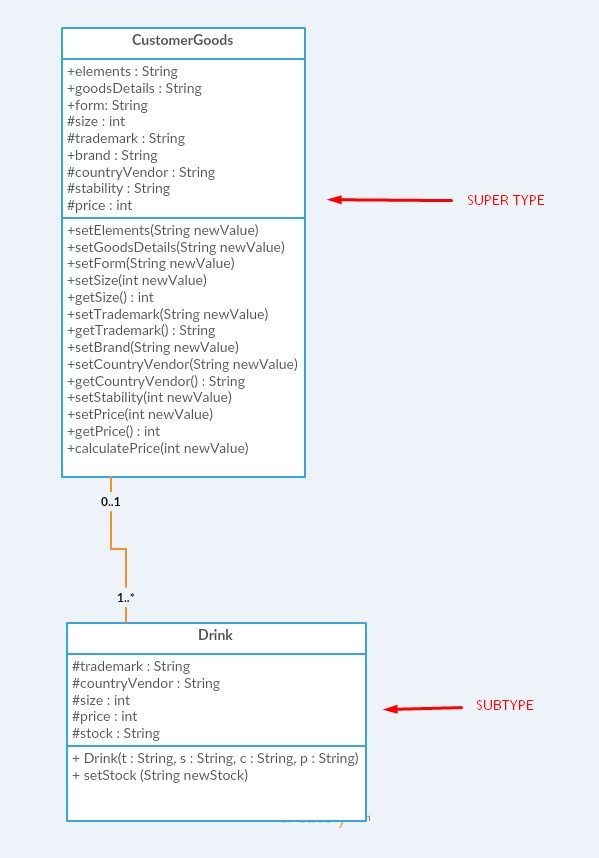 CustomerGoods
+elements : String
+goodsDetails : String
+form: String
#size : int
#trademark : String
+brand : String
#countryVendor : String
#stability : String
#price : int
SUPER TYPE
+setElements(String newValue)
+setGoodsDetails(String newValue)
+setForm(String newValue)
+setSize(int newValue)
+getSize() : int
+setTrademark(String newValue)
+getTrademark() : String
+setBrand(String newValue)
+setCountryVendor(String newValue)
+getCountryVendor() : String
+setStability(int newValue)
+setPrice(int newValue)
+getPrice() : int
+calculatePrice(int newValue)
0..1
1..*
Drink
#trademark : String
#countryVendor : String
#size : int
#price : int
#stock : String
SUBTYPE
+ Drink(t : String, s : String, c : String, p : String)
+ setStock (String newStock)